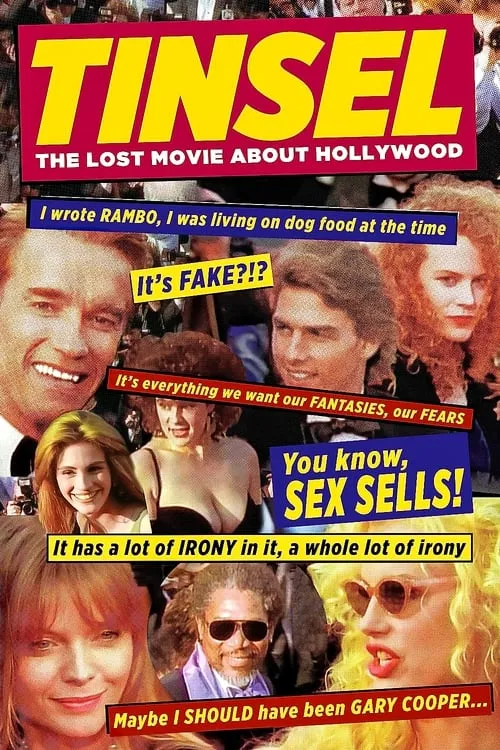 TINSEL
THE LOST MOVIE ABOUT HOLLYWOOD
I wrote RAMBO, I was living on dog food at the time
It's FAKE?!?
It's everything we want our FANTASIES, our FEARS
You know,
SEX SELLS!
It has a lot of IRONY in it, a whole lot of irony
Maybe I SHOULD have been GARY COOPER...